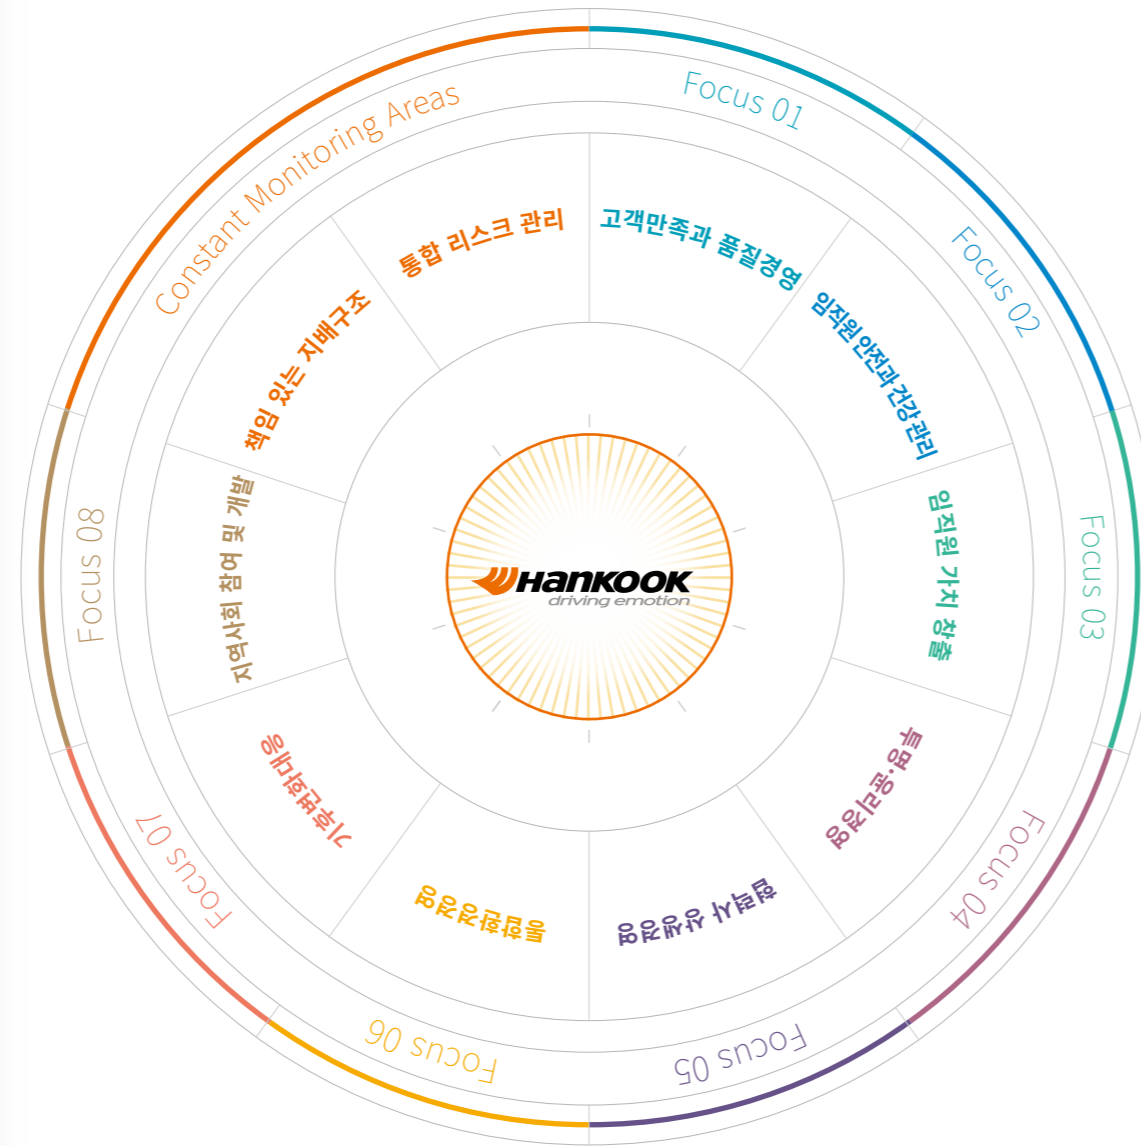 Focus 01
고객만족과 품질경영
Focus 02
임직원 안전과 건강관리
Focus 03
임직원 가치 창출
Focus 04
투명·윤리경영
Focus 05
협력사 상생경영
Focus 06
통합환경경영
Focus 07
기후변화대응
Focus 08
지역사회 참여 및 개발
Constant Monitoring Areas
책임 있는 지배구조
통합 리스크 관리
HANKOOK
driving emotion